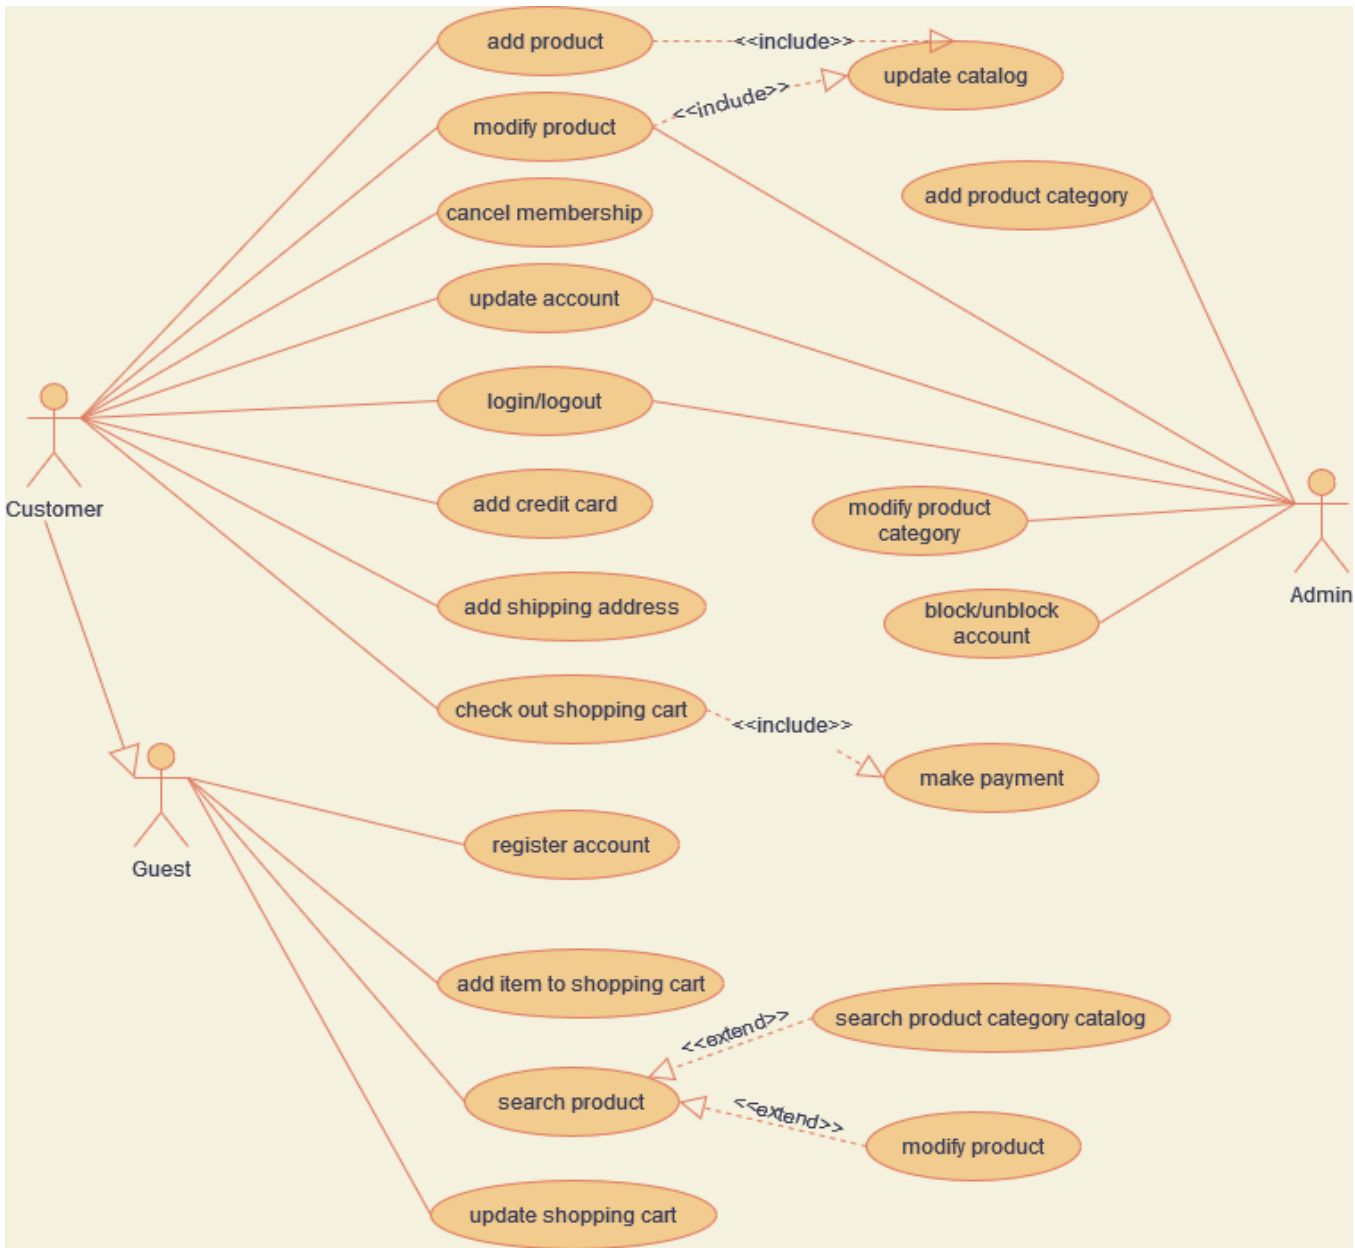 add product
<<include>>
update catalog
<<include>>
modify product
add product category
cancel membership
update account
login/logout
Customer
add credit card
modify product
category
Admin
add shipping address
block/unblock
account
check out shopping cart
<<include>>
make payment
register account
Guest
add item to shopping cart
search product category catalog
<<extend>>
search product
<<extend>>
modify product
update shopping cart